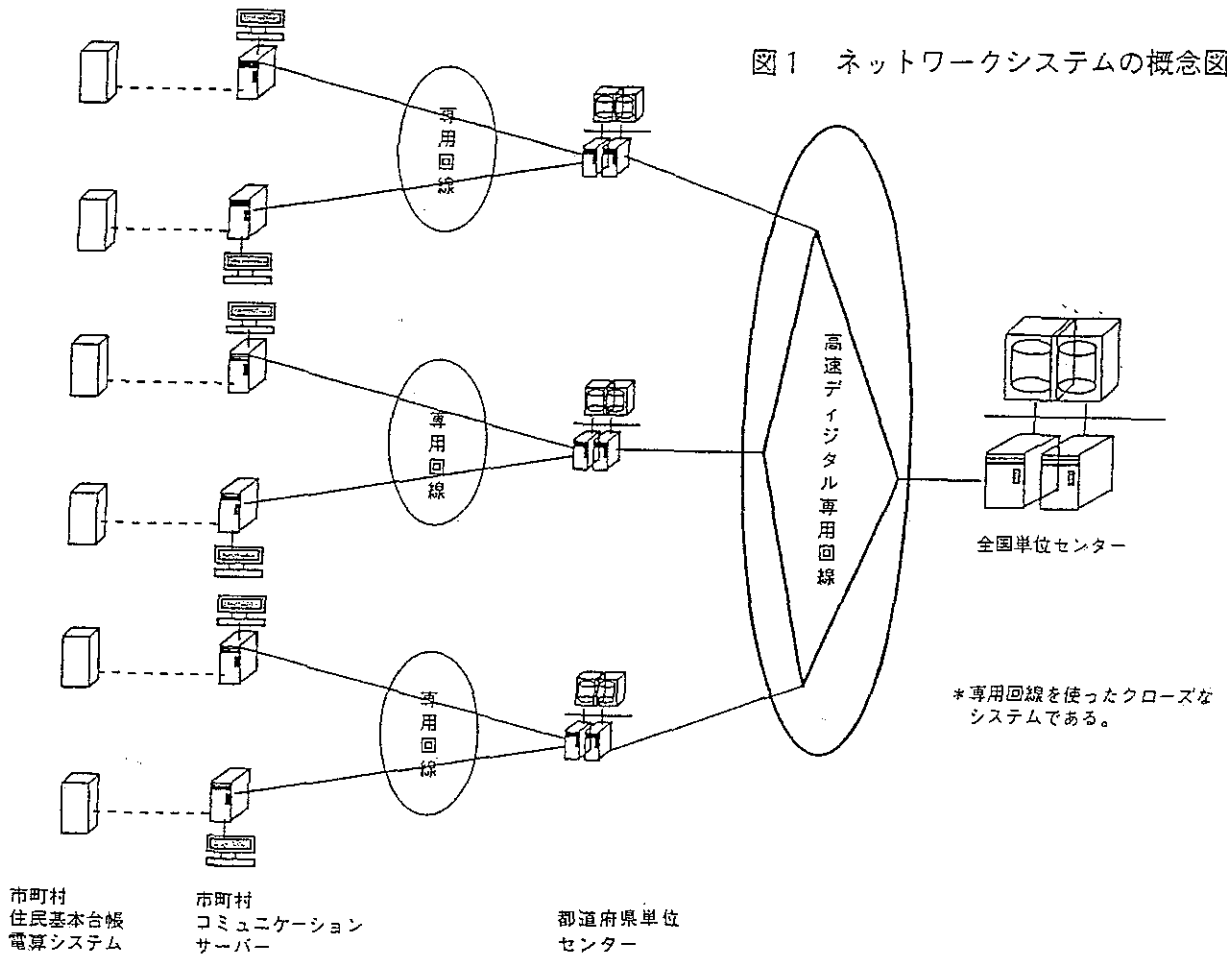 図1 ネットワークシステムの概念図
専用回線
専用回線
専用回線
高速ディジタル専用回線
全国単位センター
*専用回線を使ったクローズな
システムである。
市町村
住民基本台帳
電算システム
市町村
コミュニケーション
サーバー
都道府県単位
センター